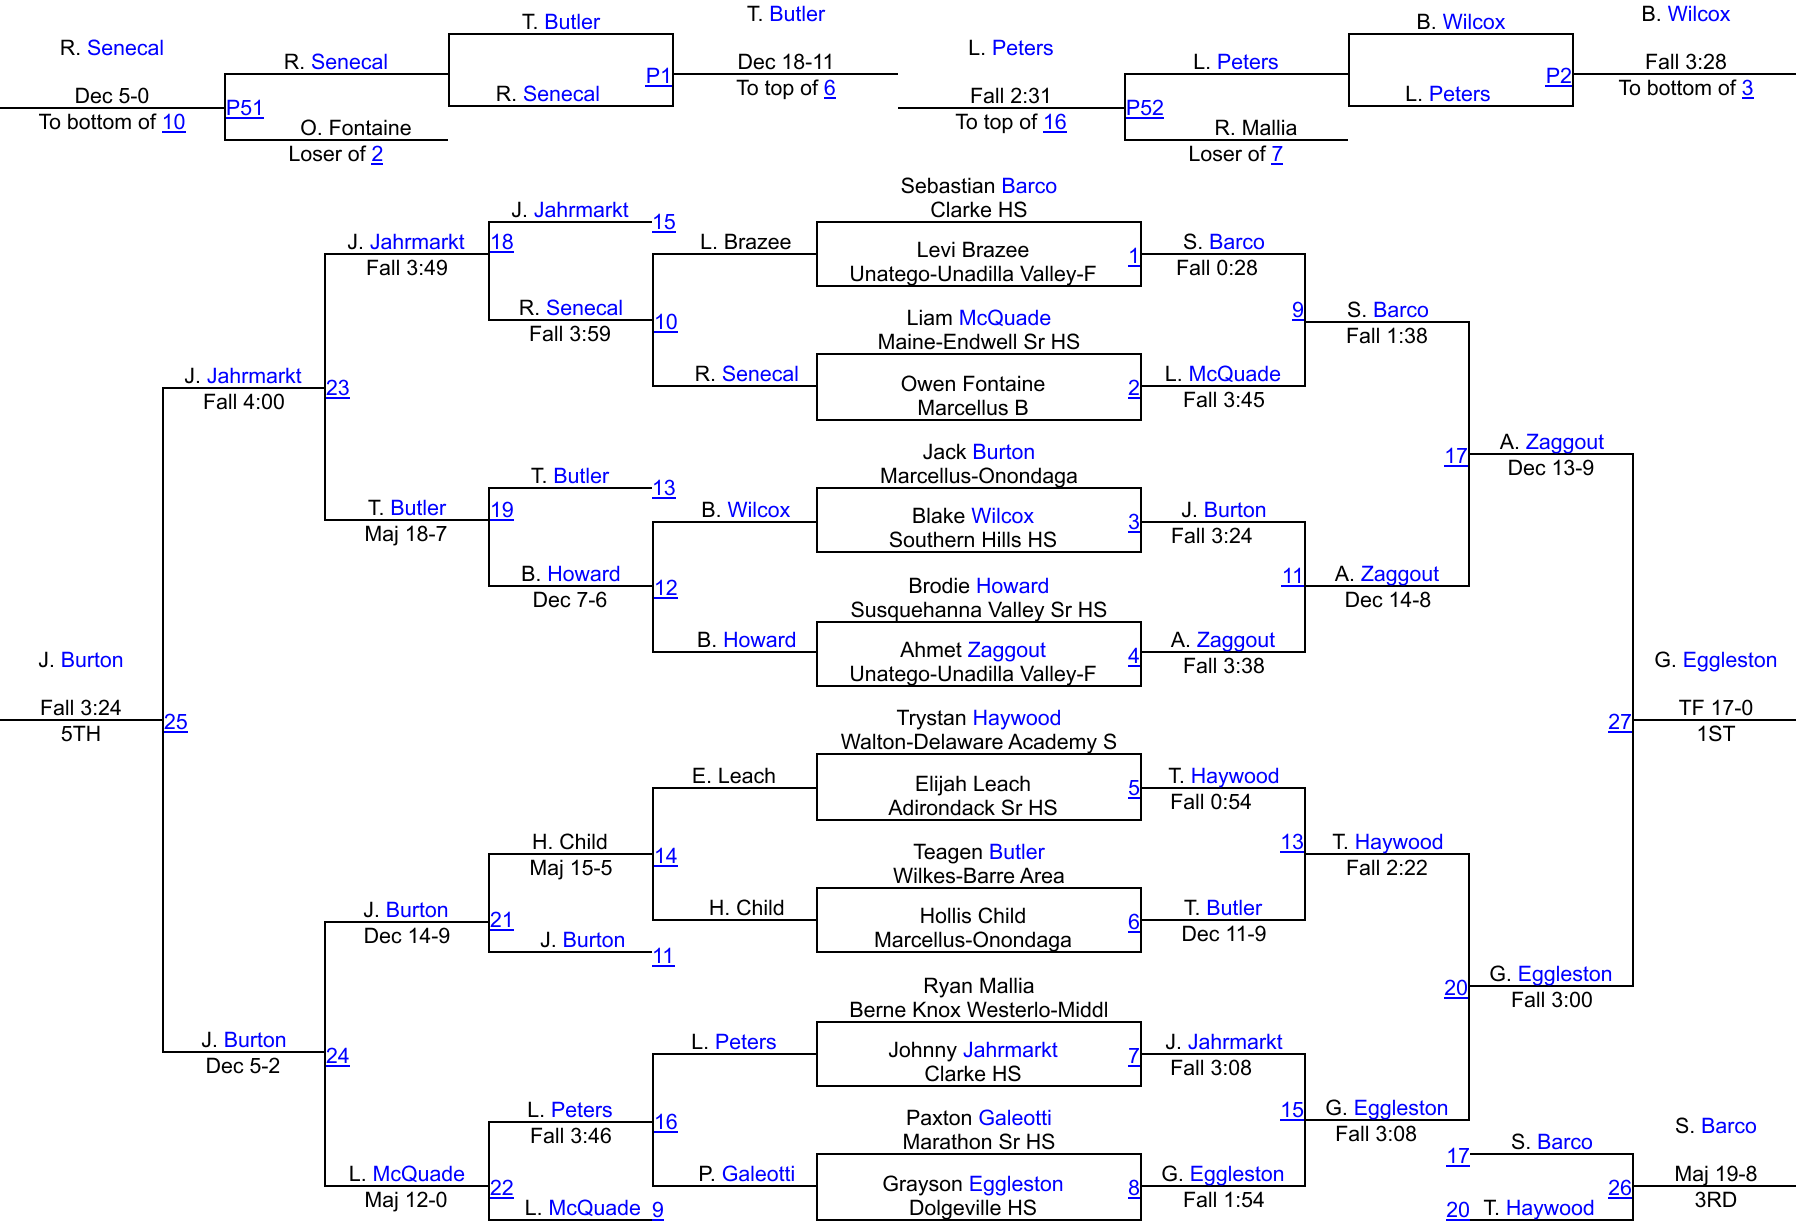 T. Butler
T. Butler
R. Senecal
R. Senecal
Dec 18-11
P1
R. Senecal
To top of 6
Dec 5-0
P51
To bottom of 10
O. Fontaine
Loser of 2
B. Wilcox
B. Wilcox
L. Peters
L. Peters
Fall 3:28
P2
L. Peters
To bottom of 3
Fall 2:31
P52
To top of 16
R. Mallia
Loser of 7
Sebastian Barco
Clarke HS
Levi Brazee
Unatego-Unadilla Valley-F
1
Liam McQuade
Maine-Endwell Sr HS
Owen Fontaine
Marcellus B
2
Jack Burton
Marcellus-Onondaga
Blake Wilcox
Southern Hills HS
3
Brodie Howard
Susquehanna Valley Sr HS
Ahmet Zaggout
Unatego-Unadilla Valley-F
4
Trystan Haywood
Walton-Delaware Academy S
Elijah Leach
Adirondack Sr HS
5
Teagen Butler
Wilkes-Barre Area
Hollis Child
Marcellus-Onondaga
6
Ryan Mallia
Berne Knox Westerlo-Middl
Johnny Jahrmarkt
Clarke HS
7
Paxton Galeotti
Marathon Sr HS
Grayson Eggleston
Dolgeville HS
8
S. Barco
Fall 0:28
9
L. McQuade
Fall 3:45
J. Burton
Fall 3:24
11
A. Zaggout
Fall 3:38
T. Haywood
Fall 0:54
13
T. Butler
Dec 11-9
J. Jahrmarkt
Fall 3:08
15
G. Eggleston
Fall 1:54
S. Barco
Fall 1:38
17
A. Zaggout
Dec 14-8
T. Haywood
Fall 2:22
20
G. Eggleston
Fall 3:08
A. Zaggout
Dec 13-9
27
G. Eggleston
Fall 3:00
G. Eggleston
TF 17-0
1ST
17
S. Barco
26
20
T. Haywood
S. Barco
Maj 19-8
3RD
L. Brazee
10
R. Senecal
B. Wilcox
12
B. Howard
E. Leach
14
H. Child
L. Peters
16
P. Galeotti
J. Jahrmarkt
15
18
R. Senecal
Fall 3:59
T. Butler
13
19
B. Howard
Dec 7-6
H. Child
Maj 15-5
21
J. Burton
11
L. Peters
Fall 3:46
22
L. McQuade
9
J. Jahrmarkt
Fall 3:49
23
T. Butler
Maj 18-7
J. Burton
Dec 14-9
24
L. McQuade
Maj 12-0
J. Jahrmarkt
Fall 4:00
25
J. Burton
Dec 5-2
J. Burton
Fall 3:24
5TH